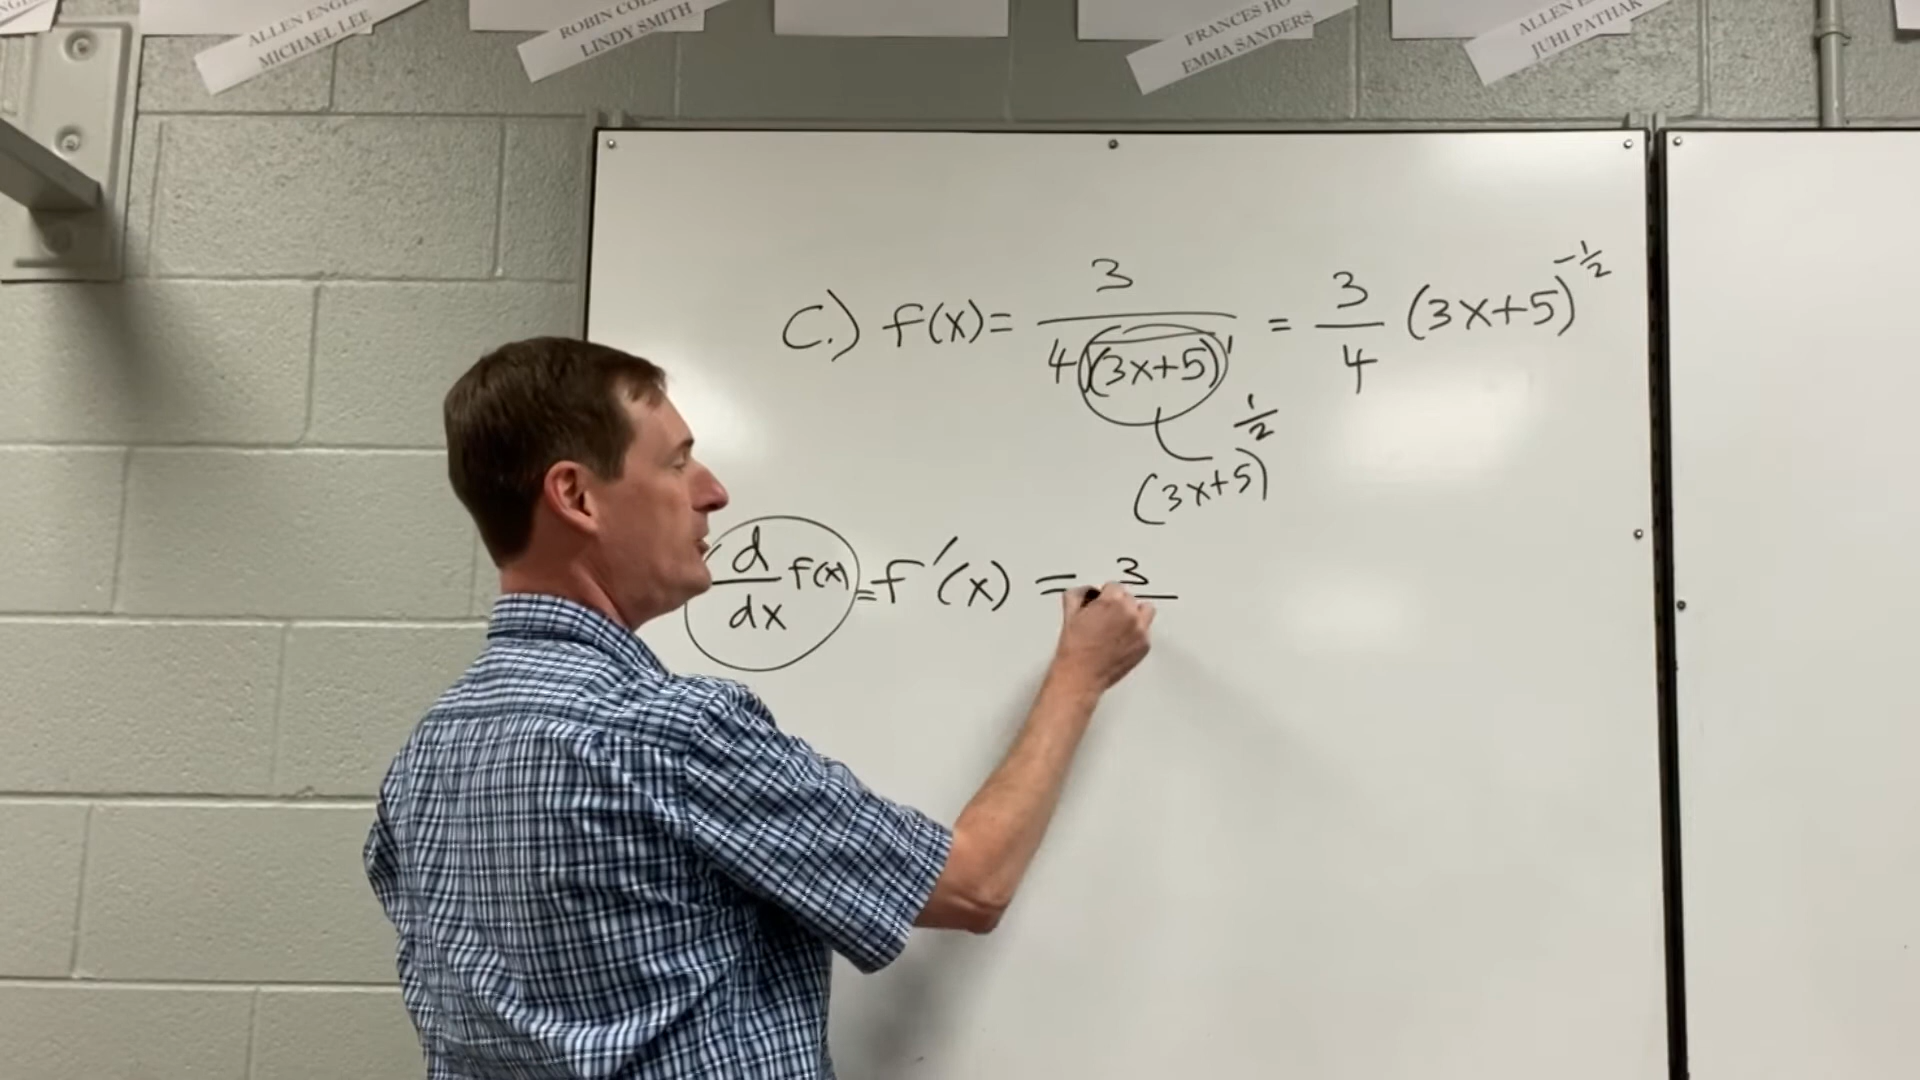 ALLEN ENG
MICHAEL LEE
ROBIN COL
LINDY SMITH
FRANCES HO
EMMA SANDERS
ALLEN E
JUHI PATHAK
C.) f(x) = 3 / 4√(3x+5)' = 3/4 (3x+5)^-1/2
(3x+5)^1/2
d/dx f(x) = f'(x) = 3